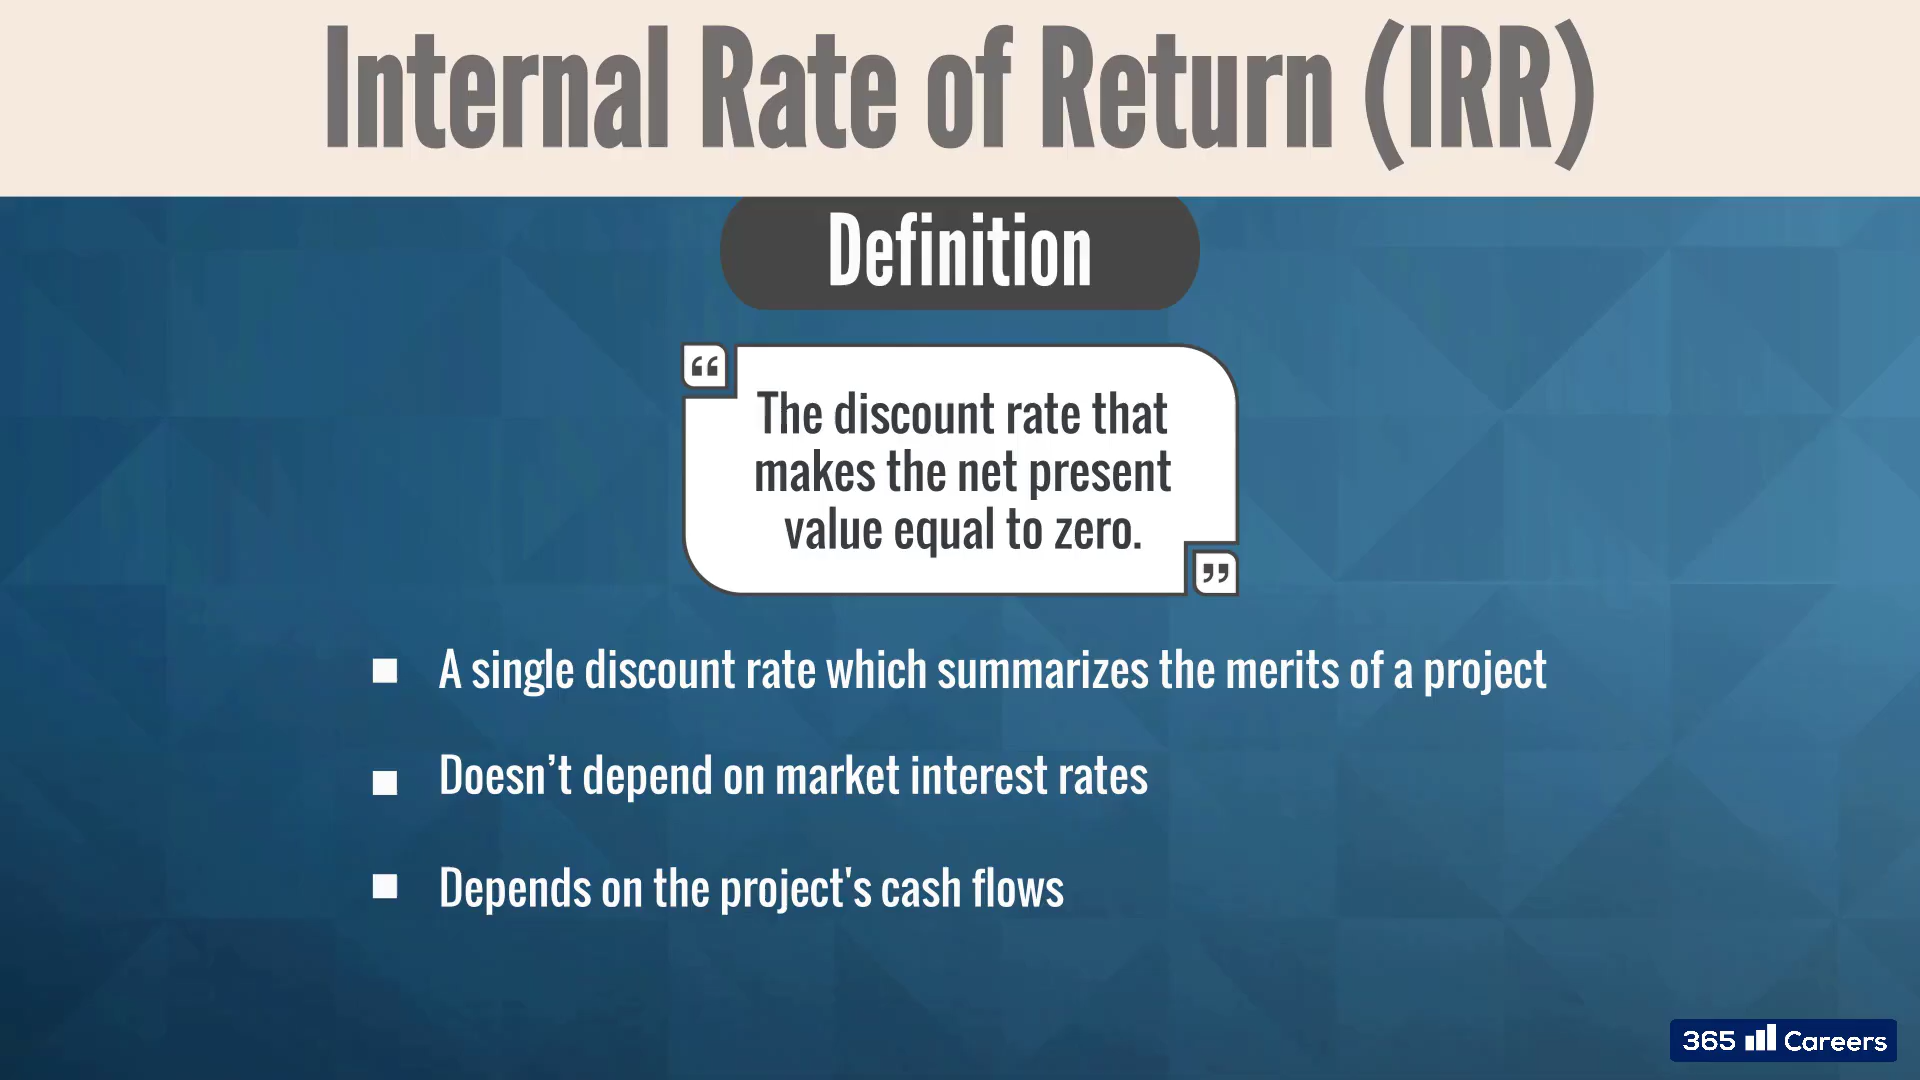 Internal Rate of Return (IRR)
Definition
“
The discount rate that
makes the net present
value equal to zero.
”
A single discount rate which summarizes the merits of a project
Doesn’t depend on market interest rates
Depends on the project's cash flows
365 Careers